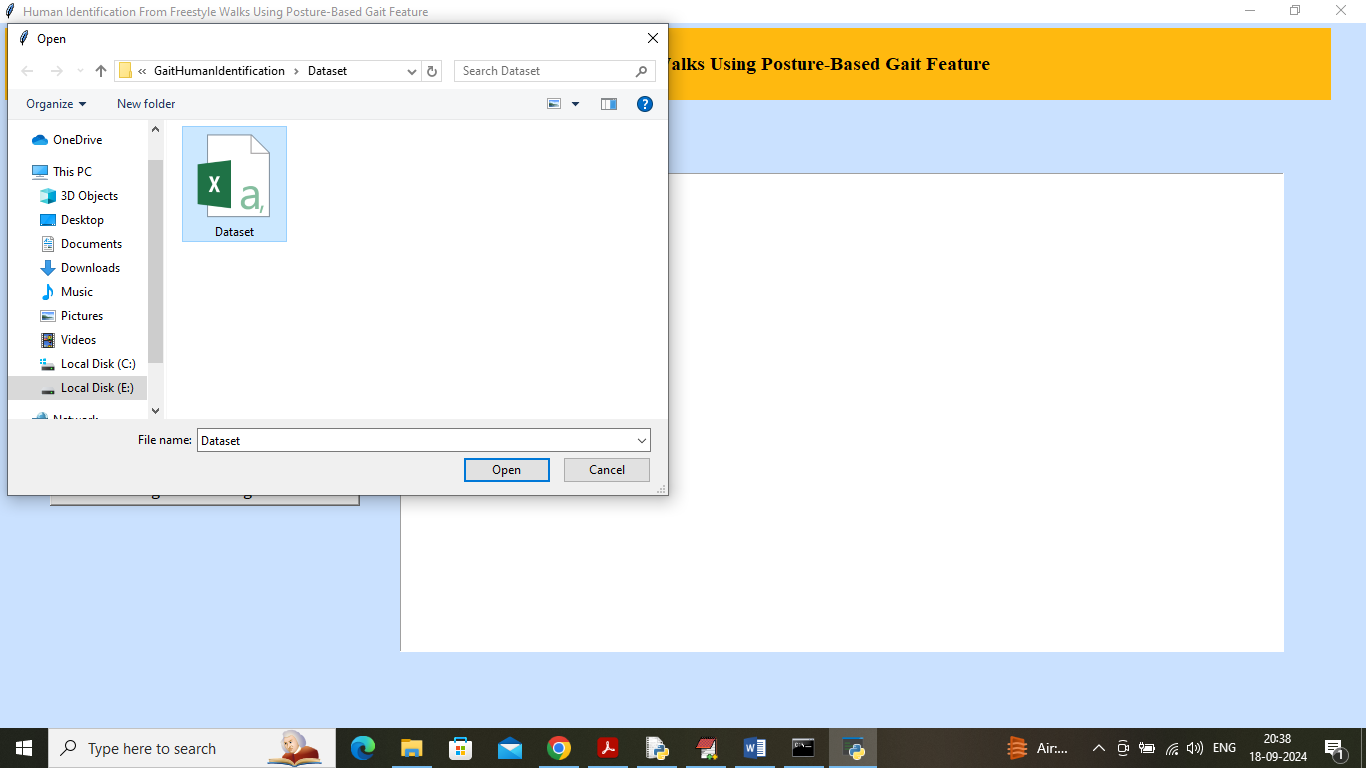 Human Identification From Freestyle Walks Using Posture-Based Gait Feature
Open
Walks Using Posture-Based Gait Feature
« GaitHumanIdentification › Dataset
Search Dataset
Organize
New folder
OneDrive
This PC
3D Objects
Desktop
Documents
Downloads
Music
Pictures
Videos
Local Disk (C:)
Local Disk (E:)
Network
X a,
Dataset
File name: Dataset
Open
Cancel
Type here to search
Air:...
ENG
20:38
18-09-2024
1